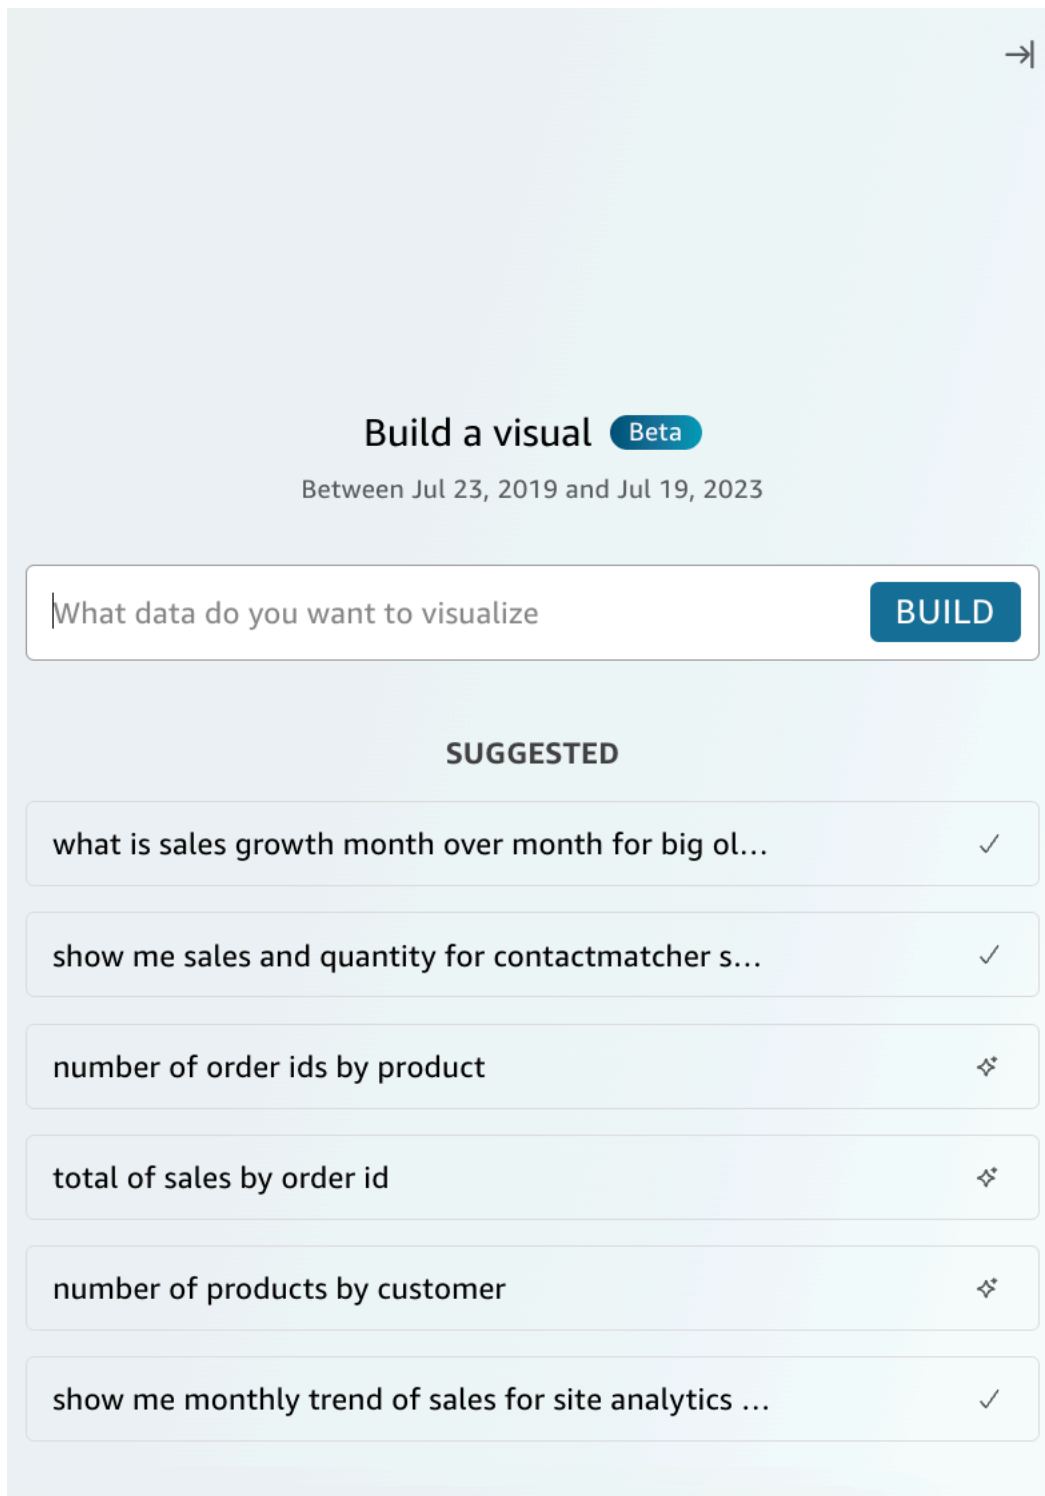 Build a visual Beta
Between Jul 23, 2019 and Jul 19, 2023
What data do you want to visualize BUILD
SUGGESTED
what is sales growth month over month for big ol...
show me sales and quantity for contactmatcher s...
number of order ids by product
total of sales by order id
number of products by customer
show me monthly trend of sales for site analytics ...